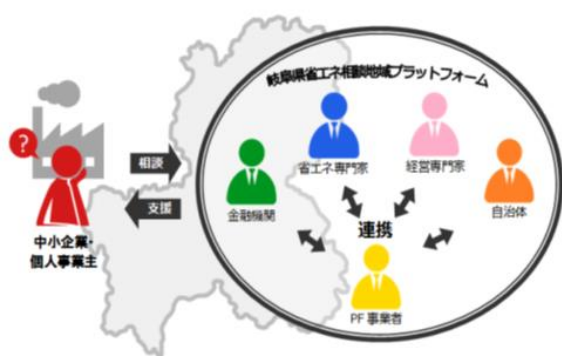 岐阜県省エネ相談地域プラットフォーム
?
相談
支援
中小企業・
個人事業主
金融機関
省エネ専門家
経営専門家
自治体
連携
PF 事業者